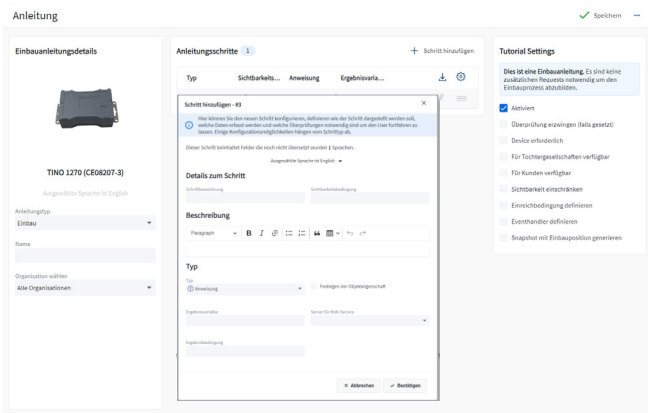 Anleitung
Speichern
Einbauanleitungsdetails
TINO 1270 (CE08207-3)
Ausgewählte Sprache ist English
Anleitungstyp
Einbau
Name
Organisation wählen
Alle Organisationen
Anleitungsschritte 1
Schritt hinzufügen
Typ Sichtbarkeits... Anweisung Ergebnisvaria...
Schritt hinzufügen - #3
Hier können Sie den neuen Schritt konfigurieren, definieren wie der Schritt dargestellt werden soll,
welche Daten erfasst werden und welche Überprüfungen notwendig sind um den User fortfahren zu
lassen. Einige Konfigurationsmöglichkeiten hängen vom Schritttyp ab.
Dieser Schritt beinhaltet Felder die noch nicht übersetzt wurden 1 Sprachen.
Ausgewählte Sprache ist English
Details zum Schritt
Schrittbezeichnung Sichtbarkeitsbedingung
Beschreibung
Paragraph B I
Typ
Typ
Anweisung
Festlegen der Objekteigenschaft
Ergebnisvariable Server für Web-Service
Ergebnisbedingung
Abbrechen Bestätigen
Tutorial Settings
Dies ist eine Einbauanleitung. Es sind keine
zusätzlichen Requests notwendig um den
Einbauprozess abzubilden.
Aktiviert
Überprüfung erzwingen (falls gesetzt)
Device erforderlich
Für Tochtergesellschaften verfügbar
Für Kunden verfügbar
Sichtbarkeit einschränken
Einreichbedingung definieren
Eventhandler definieren
Snapshot mit Einbauposition generieren